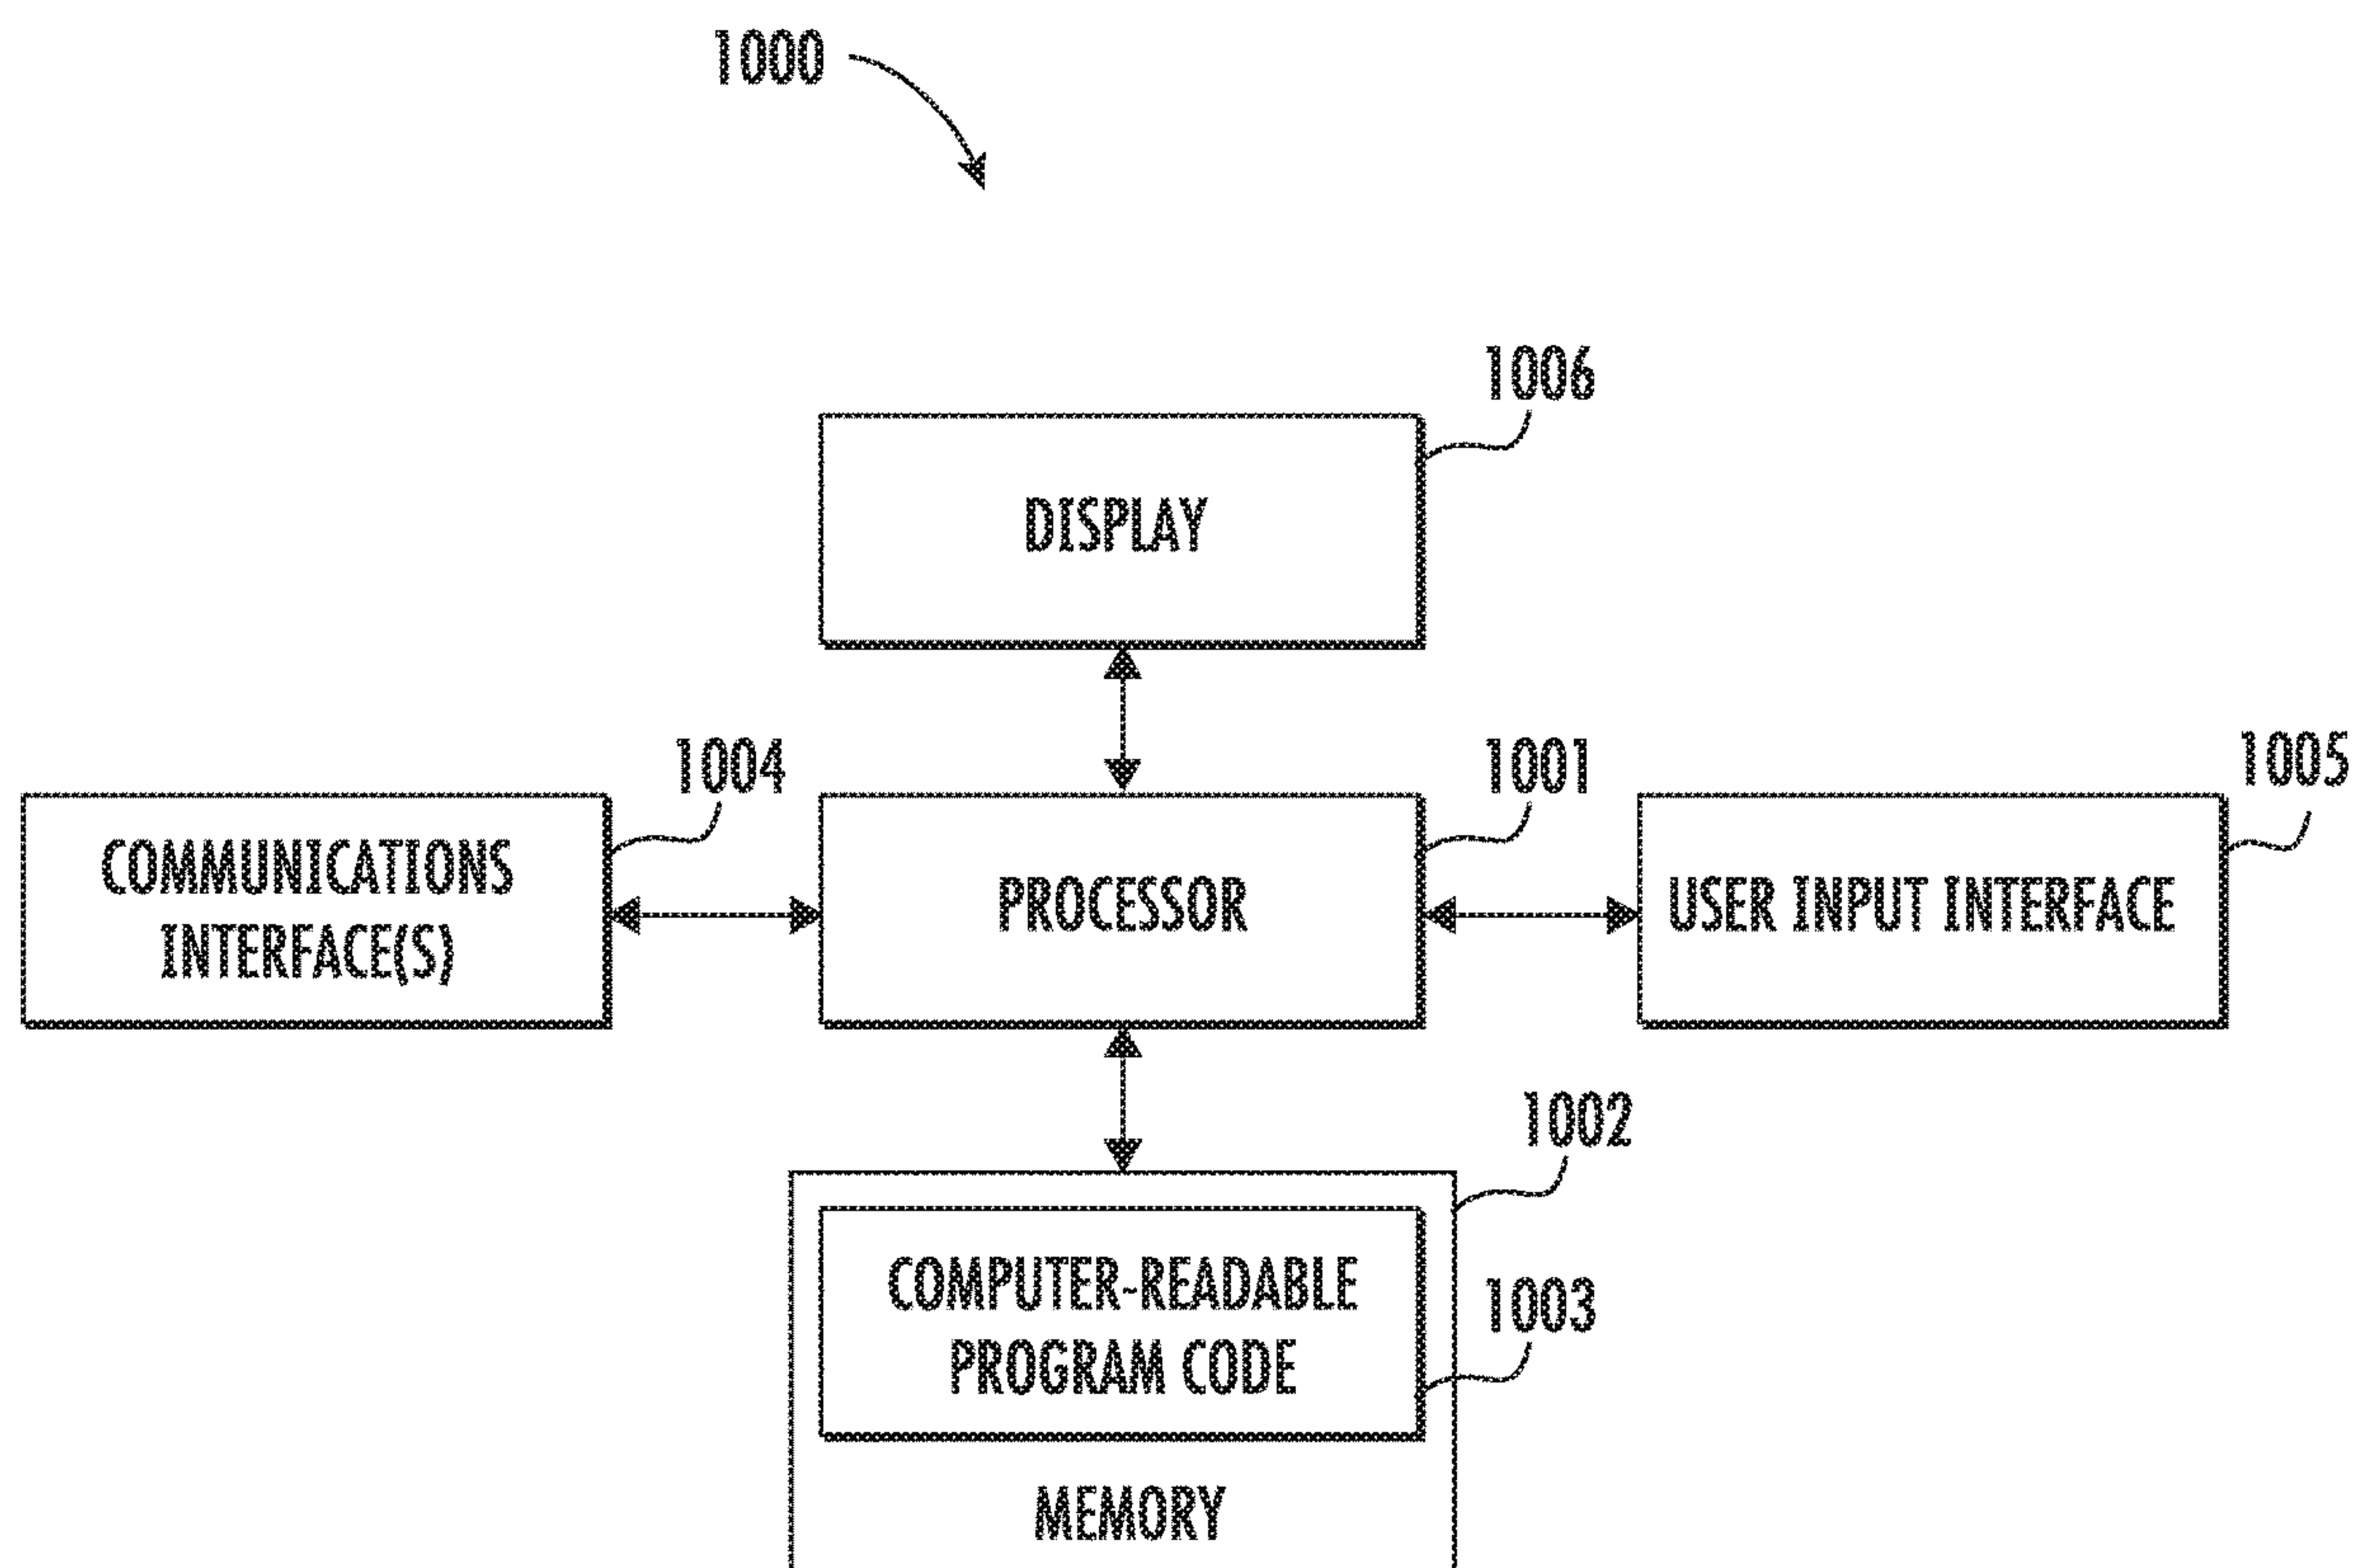 1000
1006
DISPLAY
1004
1001
1005
COMMUNICATIONS
INTERFACE(S)
PROCESSOR
USER INPUT INTERFACE
1002
COMPUTER-READABLE
PROGRAM CODE
1003
MEMORY